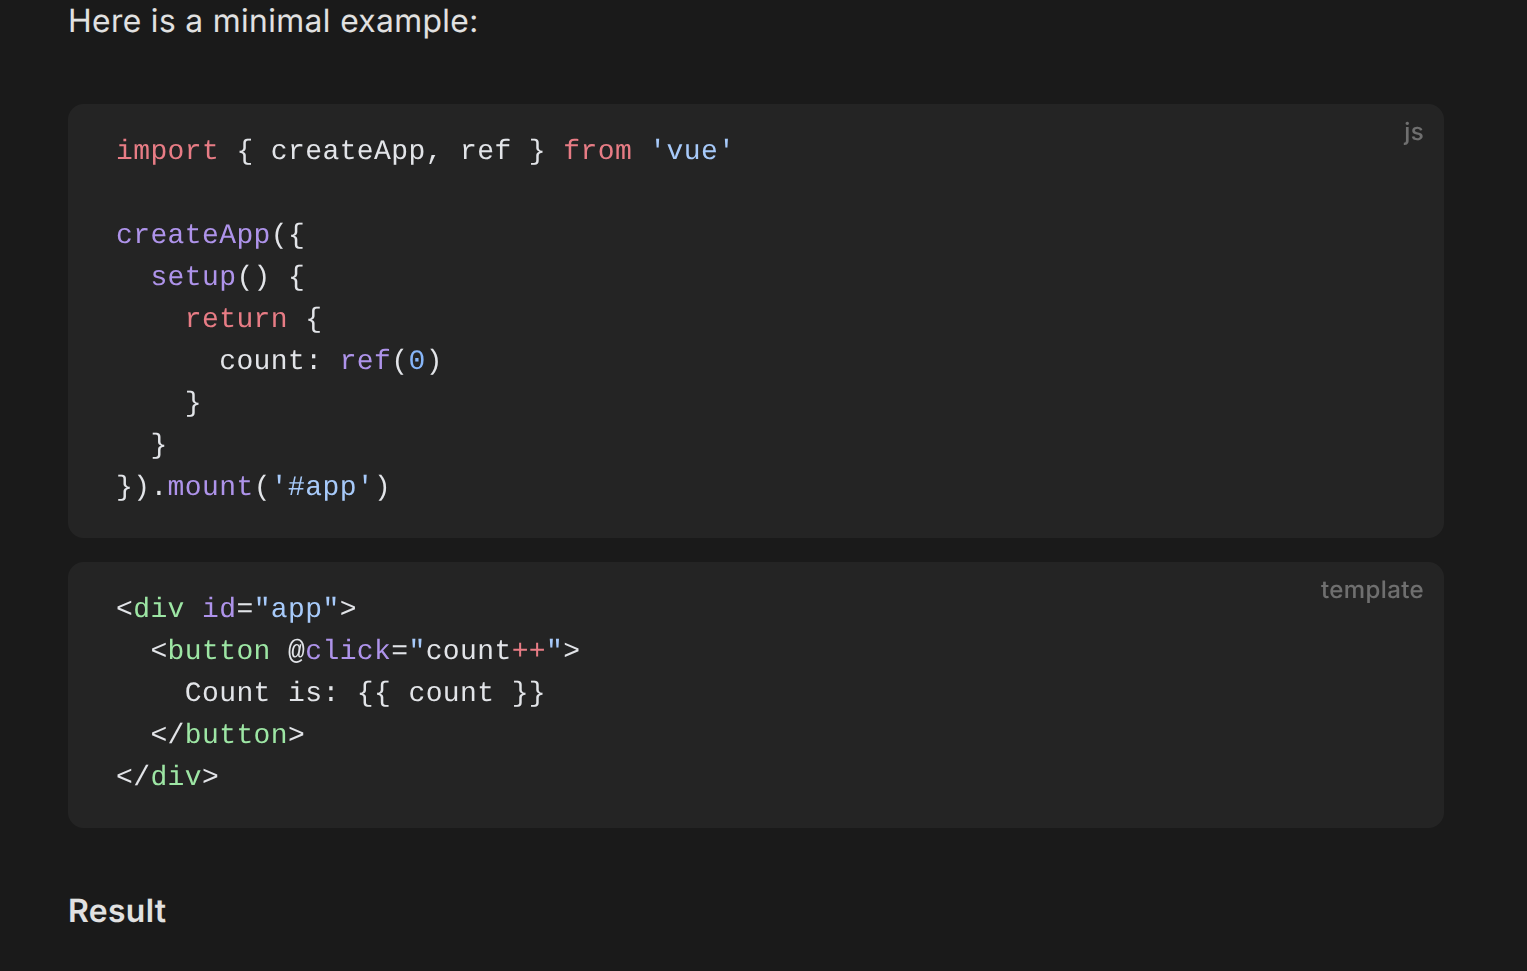 Here is a minimal example:
js
import { createApp, ref } from 'vue'

createApp({
  setup() {
    return {
      count: ref(0)
    }
  }
}).mount('#app')
template
<div id="app">
  <button @click="count++">
    Count is: {{ count }}
  </button>
</div>
Result